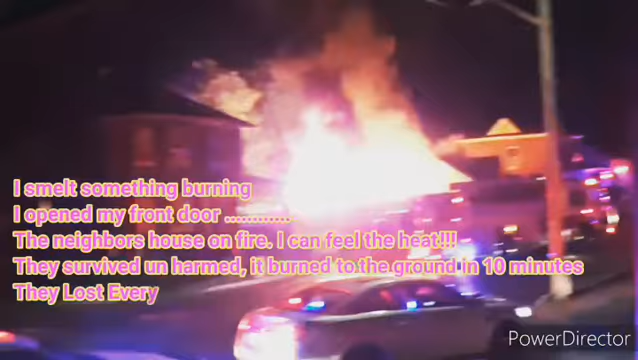 I smelt something burning
I opened my front door ............
The neighbors house on fire. I can feel the heat!!!
They survived un harmed, it burned to the ground in 10 minutes
They Lost Every
PowerDirector